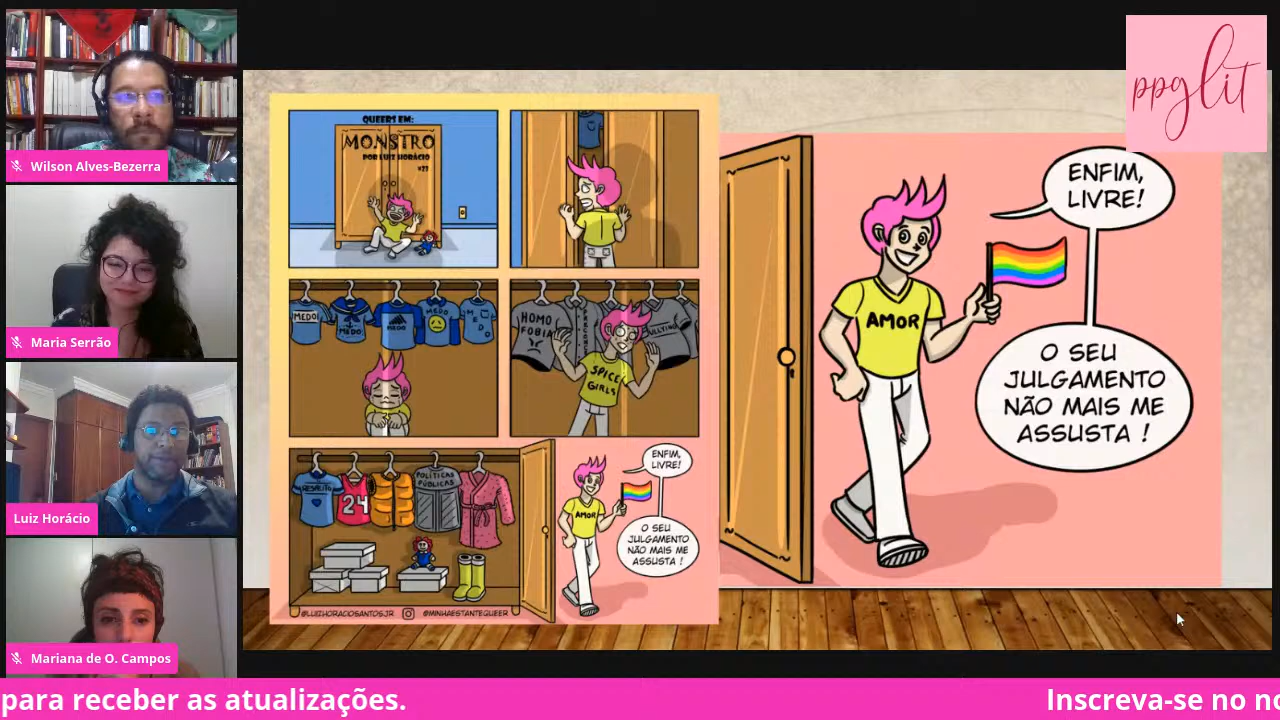 Wilson Alves-Bezerra
Maria Serrão
Luiz Horácio
Mariana de O. Campos
QUEERS EM:
MONSTRO
POR LUIZ HORÁCIO
#21
MEDO!
MEDO
MEDO
MEDO
MEDO
HOMO
FOBIA
BULLYING
SPICE
GIRLS
RESPEITO
24
POLÍTICAS
PÚBLICAS
AMOR
ENFIM,
LIVRE!
O SEU
JULGAMENTO
NÃO MAIS ME
ASSUSTA !
@LUIZHORACIOSANTOSJR
@MINHAESTANTEQUEER
AMOR
ENFIM,
LIVRE!
O SEU
JULGAMENTO
NÃO MAIS ME
ASSUSTA !
ppglit
para receber as atualizações.
Inscreva-se no no